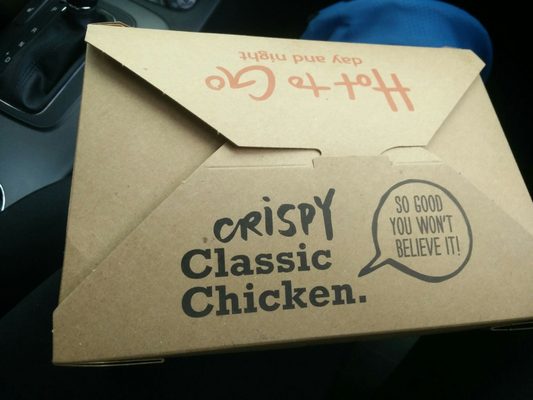 Hot to Go
day and night
CRISPY
Classic
Chicken.
SO GOOD
YOU WON'T
BELIEVE IT!